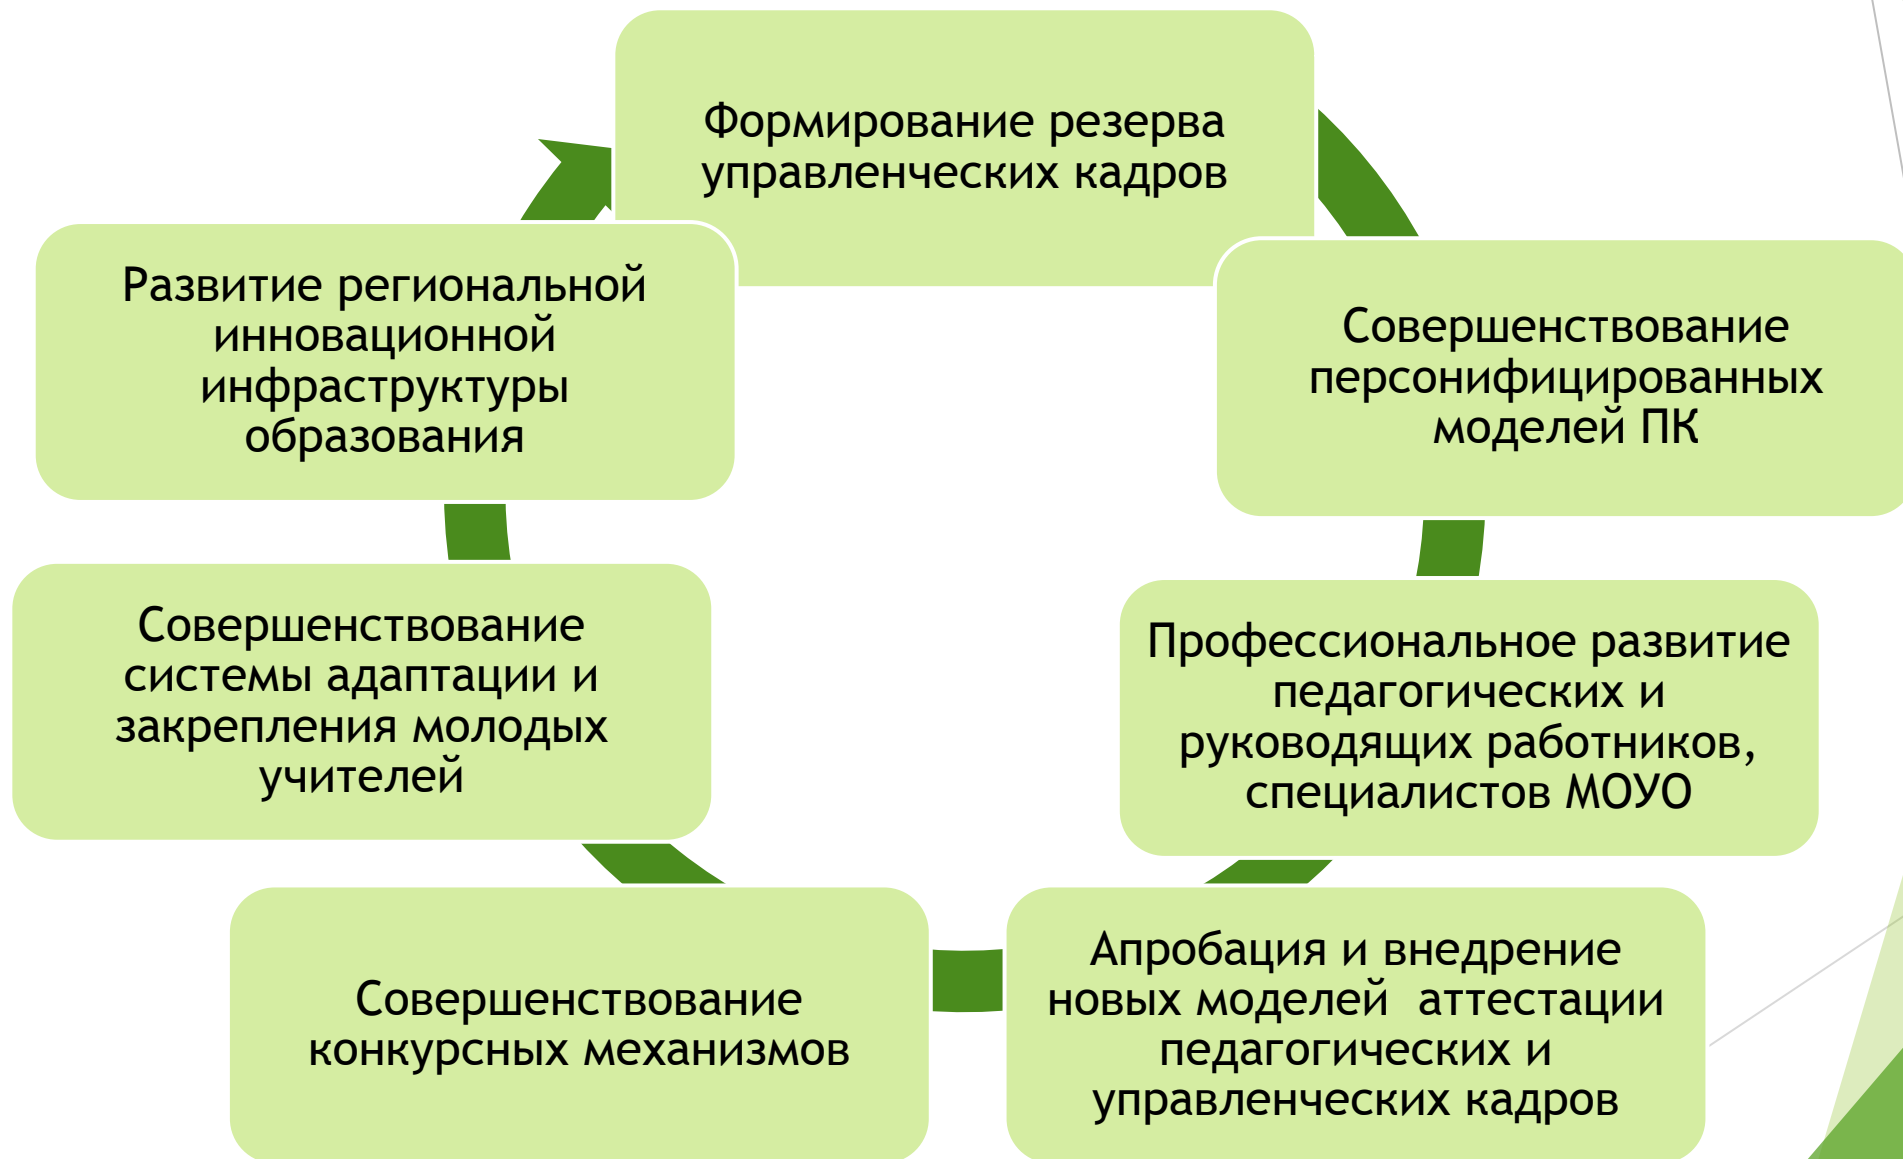 Формирование резерва
управленческих кадров
Совершенствование
персонифицированных
моделей ПК
Профессиональное развитие
педагогических и
руководящих работников,
специалистов МОУО
Апробация и внедрение
новых моделей  аттестации
педагогических и
управленческих кадров
Совершенствование
конкурсных механизмов
Совершенствование
системы адаптации и
закрепления молодых
учителей
Развитие региональной
инновационной
инфраструктуры
образования